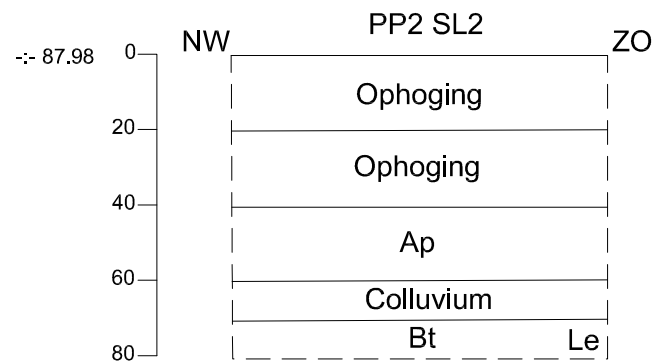 PP2 SL2
NW ZO
-:- 87.98 0
Ophoging
20
Ophoging
40
Ap
60
Colluvium
Bt Le
80